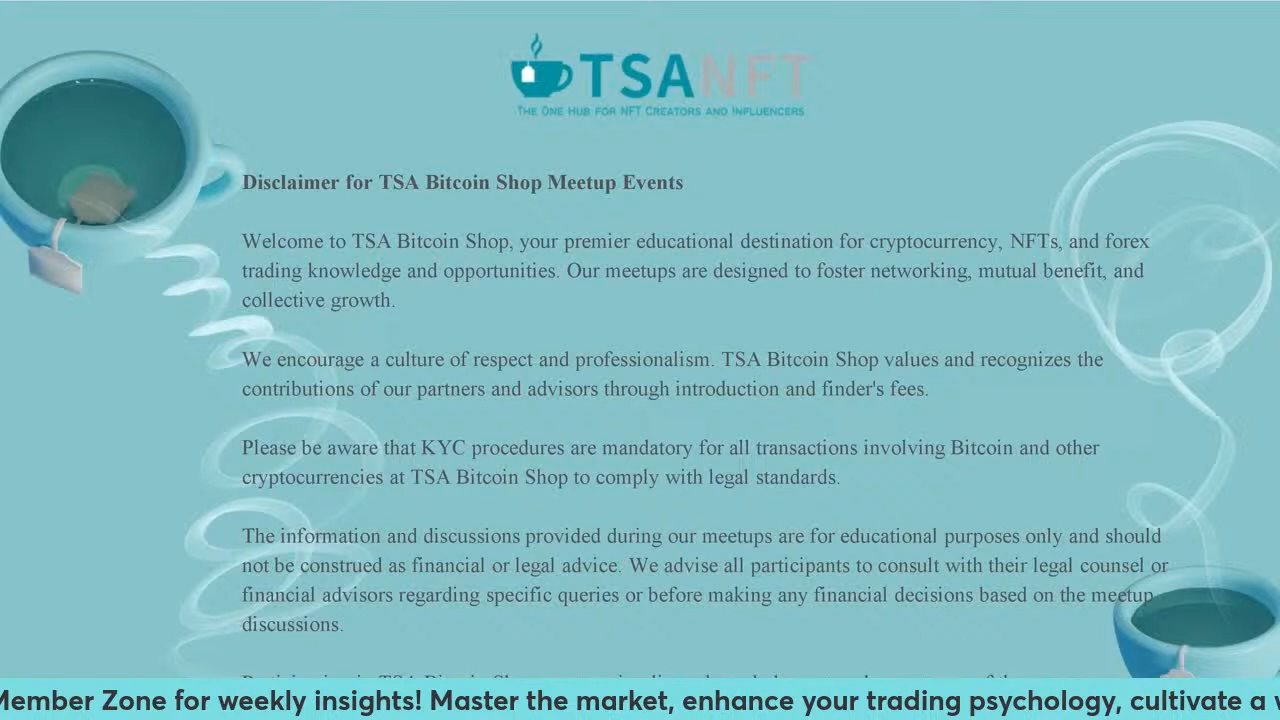 TSANFT
THE ONE HUB FOR NFT CREATORS AND INFLUENCERS
Disclaimer for TSA Bitcoin Shop Meetup Events
Welcome to TSA Bitcoin Shop, your premier educational destination for cryptocurrency, NFTs, and forex
trading knowledge and opportunities. Our meetups are designed to foster networking, mutual benefit, and
collective growth.
We encourage a culture of respect and professionalism. TSA Bitcoin Shop values and recognizes the
contributions of our partners and advisors through introduction and finder's fees.
Please be aware that KYC procedures are mandatory for all transactions involving Bitcoin and other
cryptocurrencies at TSA Bitcoin Shop to comply with legal standards.
The information and discussions provided during our meetups are for educational purposes only and should
not be construed as financial or legal advice. We advise all participants to consult with their legal counsel or
financial advisors regarding specific queries or before making any financial decisions based on the meetup
discussions.
Member Zone for weekly insights! Master the market, enhance your trading psychology, cultivate a